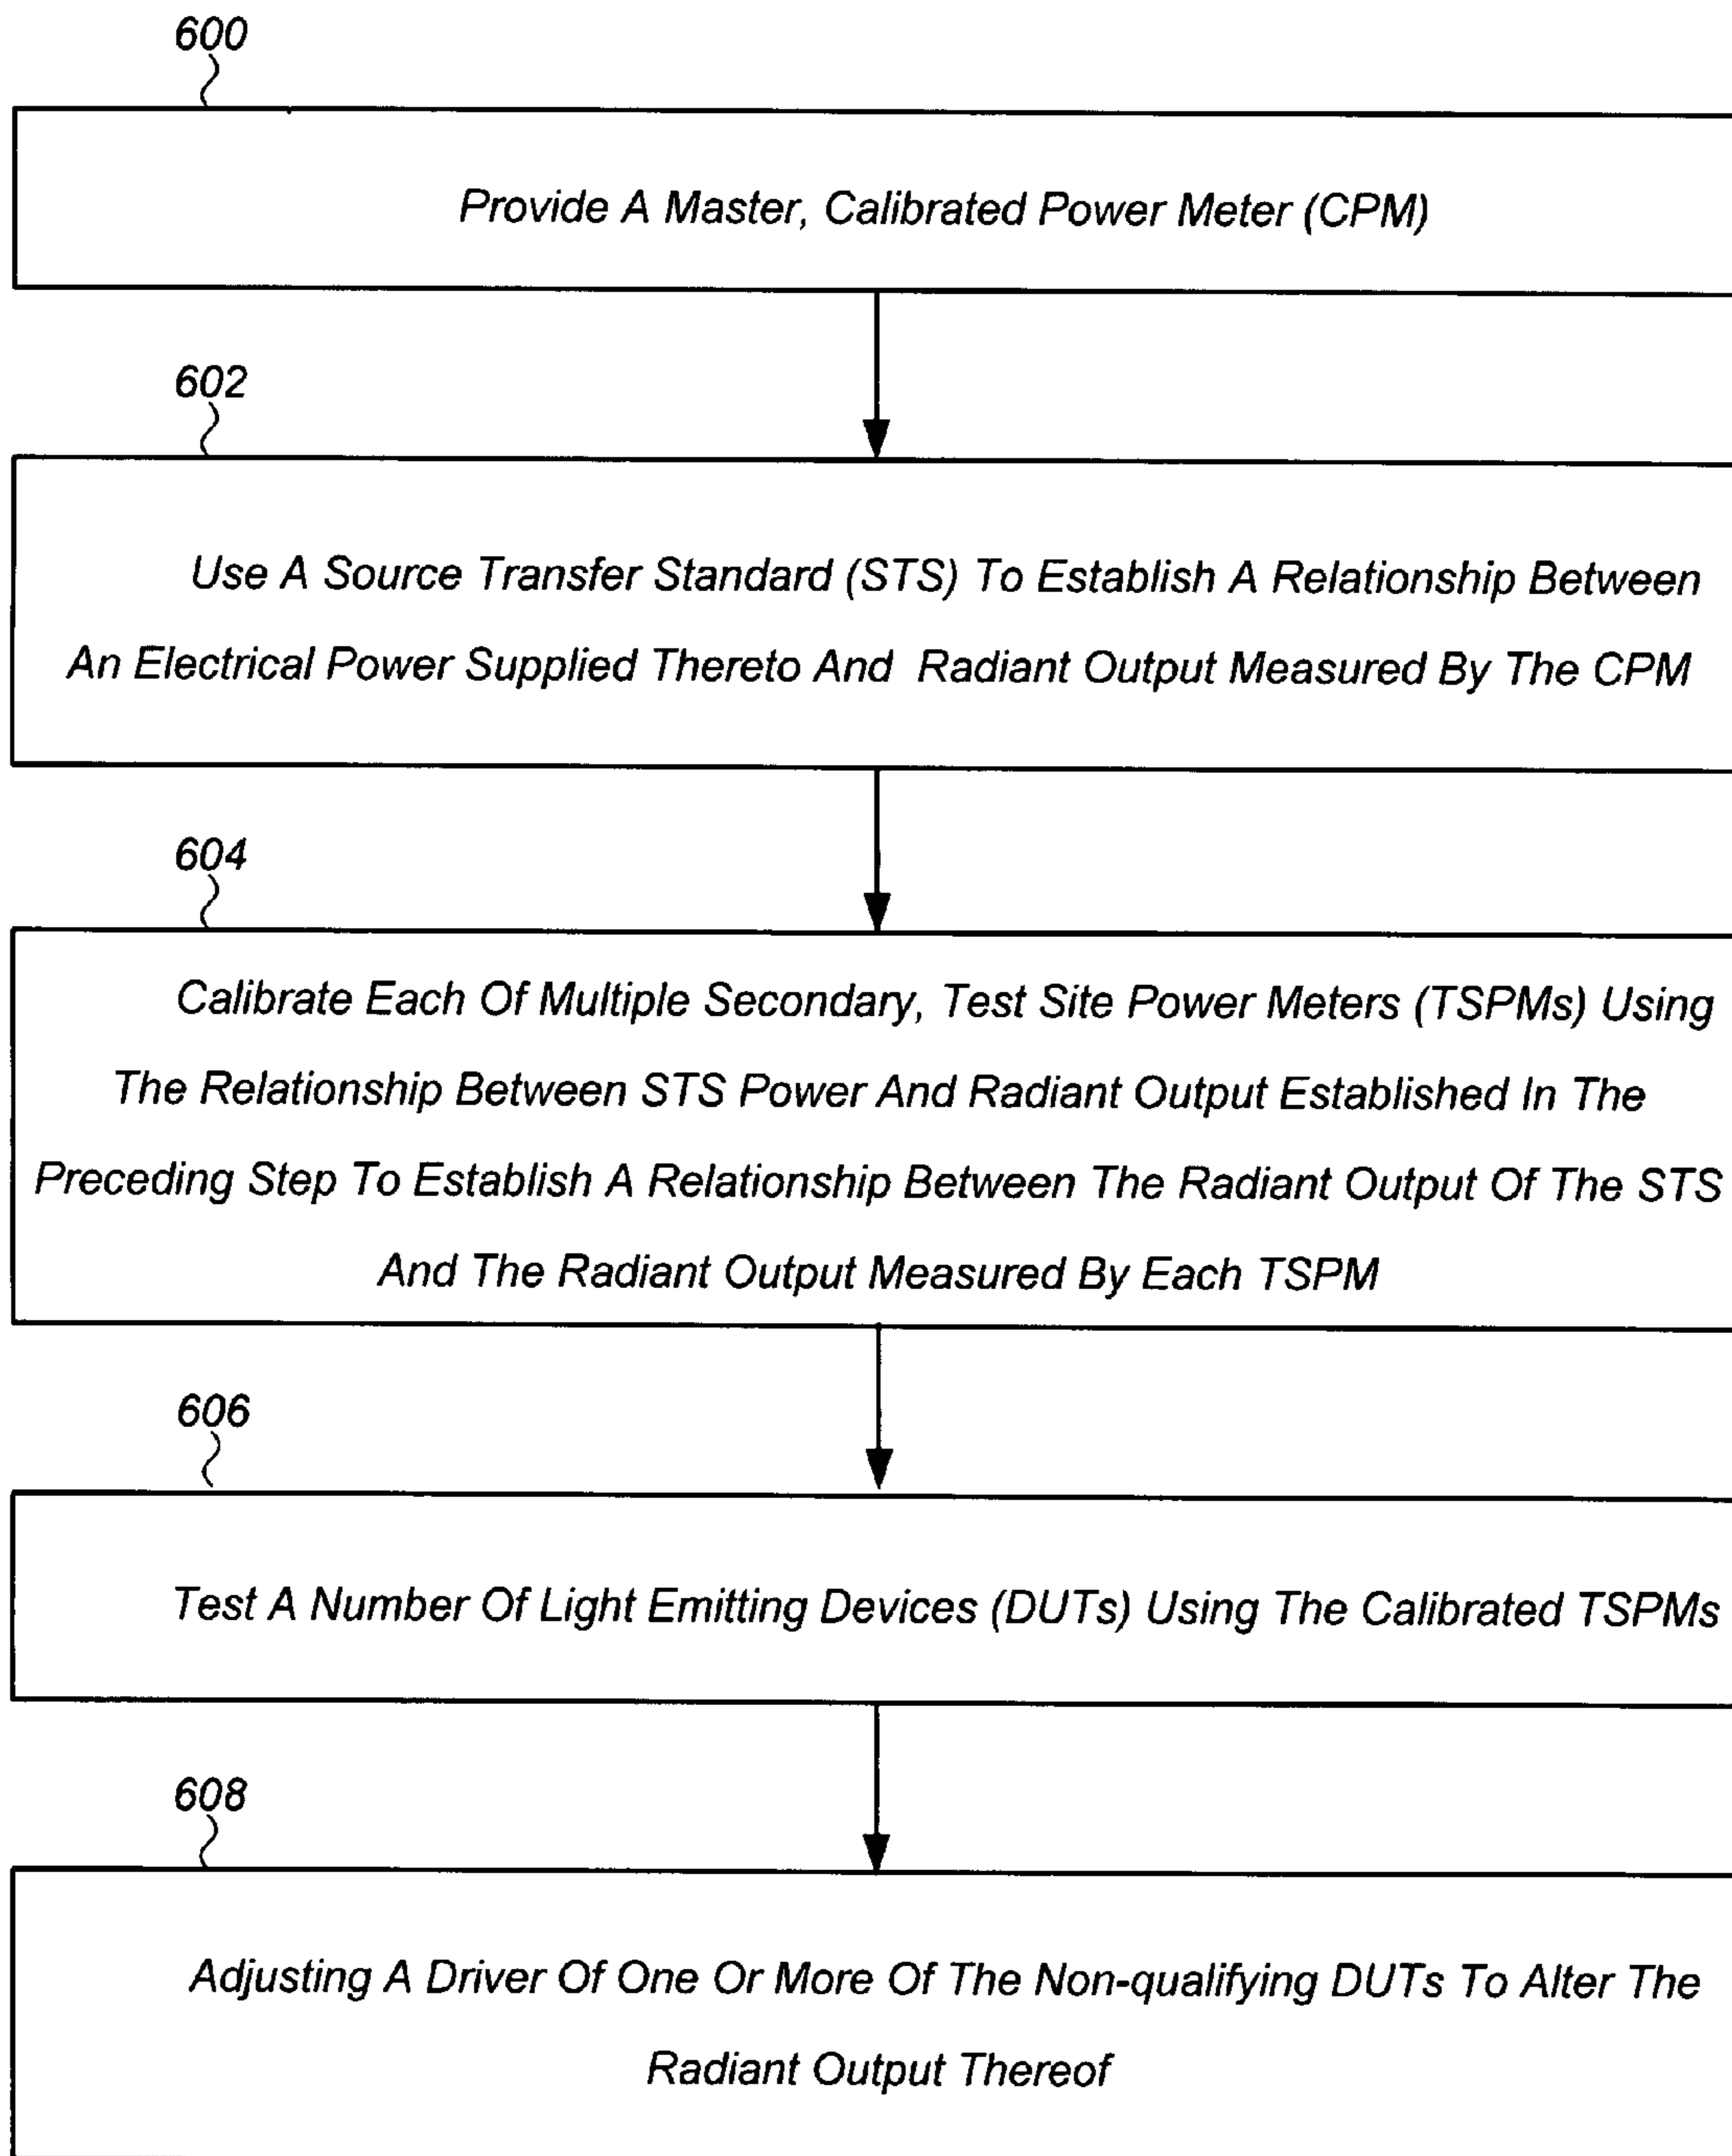 600
Provide A Master, Calibrated Power Meter (CPM)
602
Use A Source Transfer Standard (STS) To Establish A Relationship Between
An Electrical Power Supplied Thereto And Radiant Output Measured By The CPM
604
Calibrate Each Of Multiple Secondary, Test Site Power Meters (TSPMs) Using
The Relationship Between STS Power And Radiant Output Established In The
Preceding Step To Establish A Relationship Between The Radiant Output Of The STS
And The Radiant Output Measured By Each TSPM
606
Test A Number Of Light Emitting Devices (DUTs) Using The Calibrated TSPMs
608
Adjusting A Driver Of One Or More Of The Non-qualifying DUTs To Alter The
Radiant Output Thereof